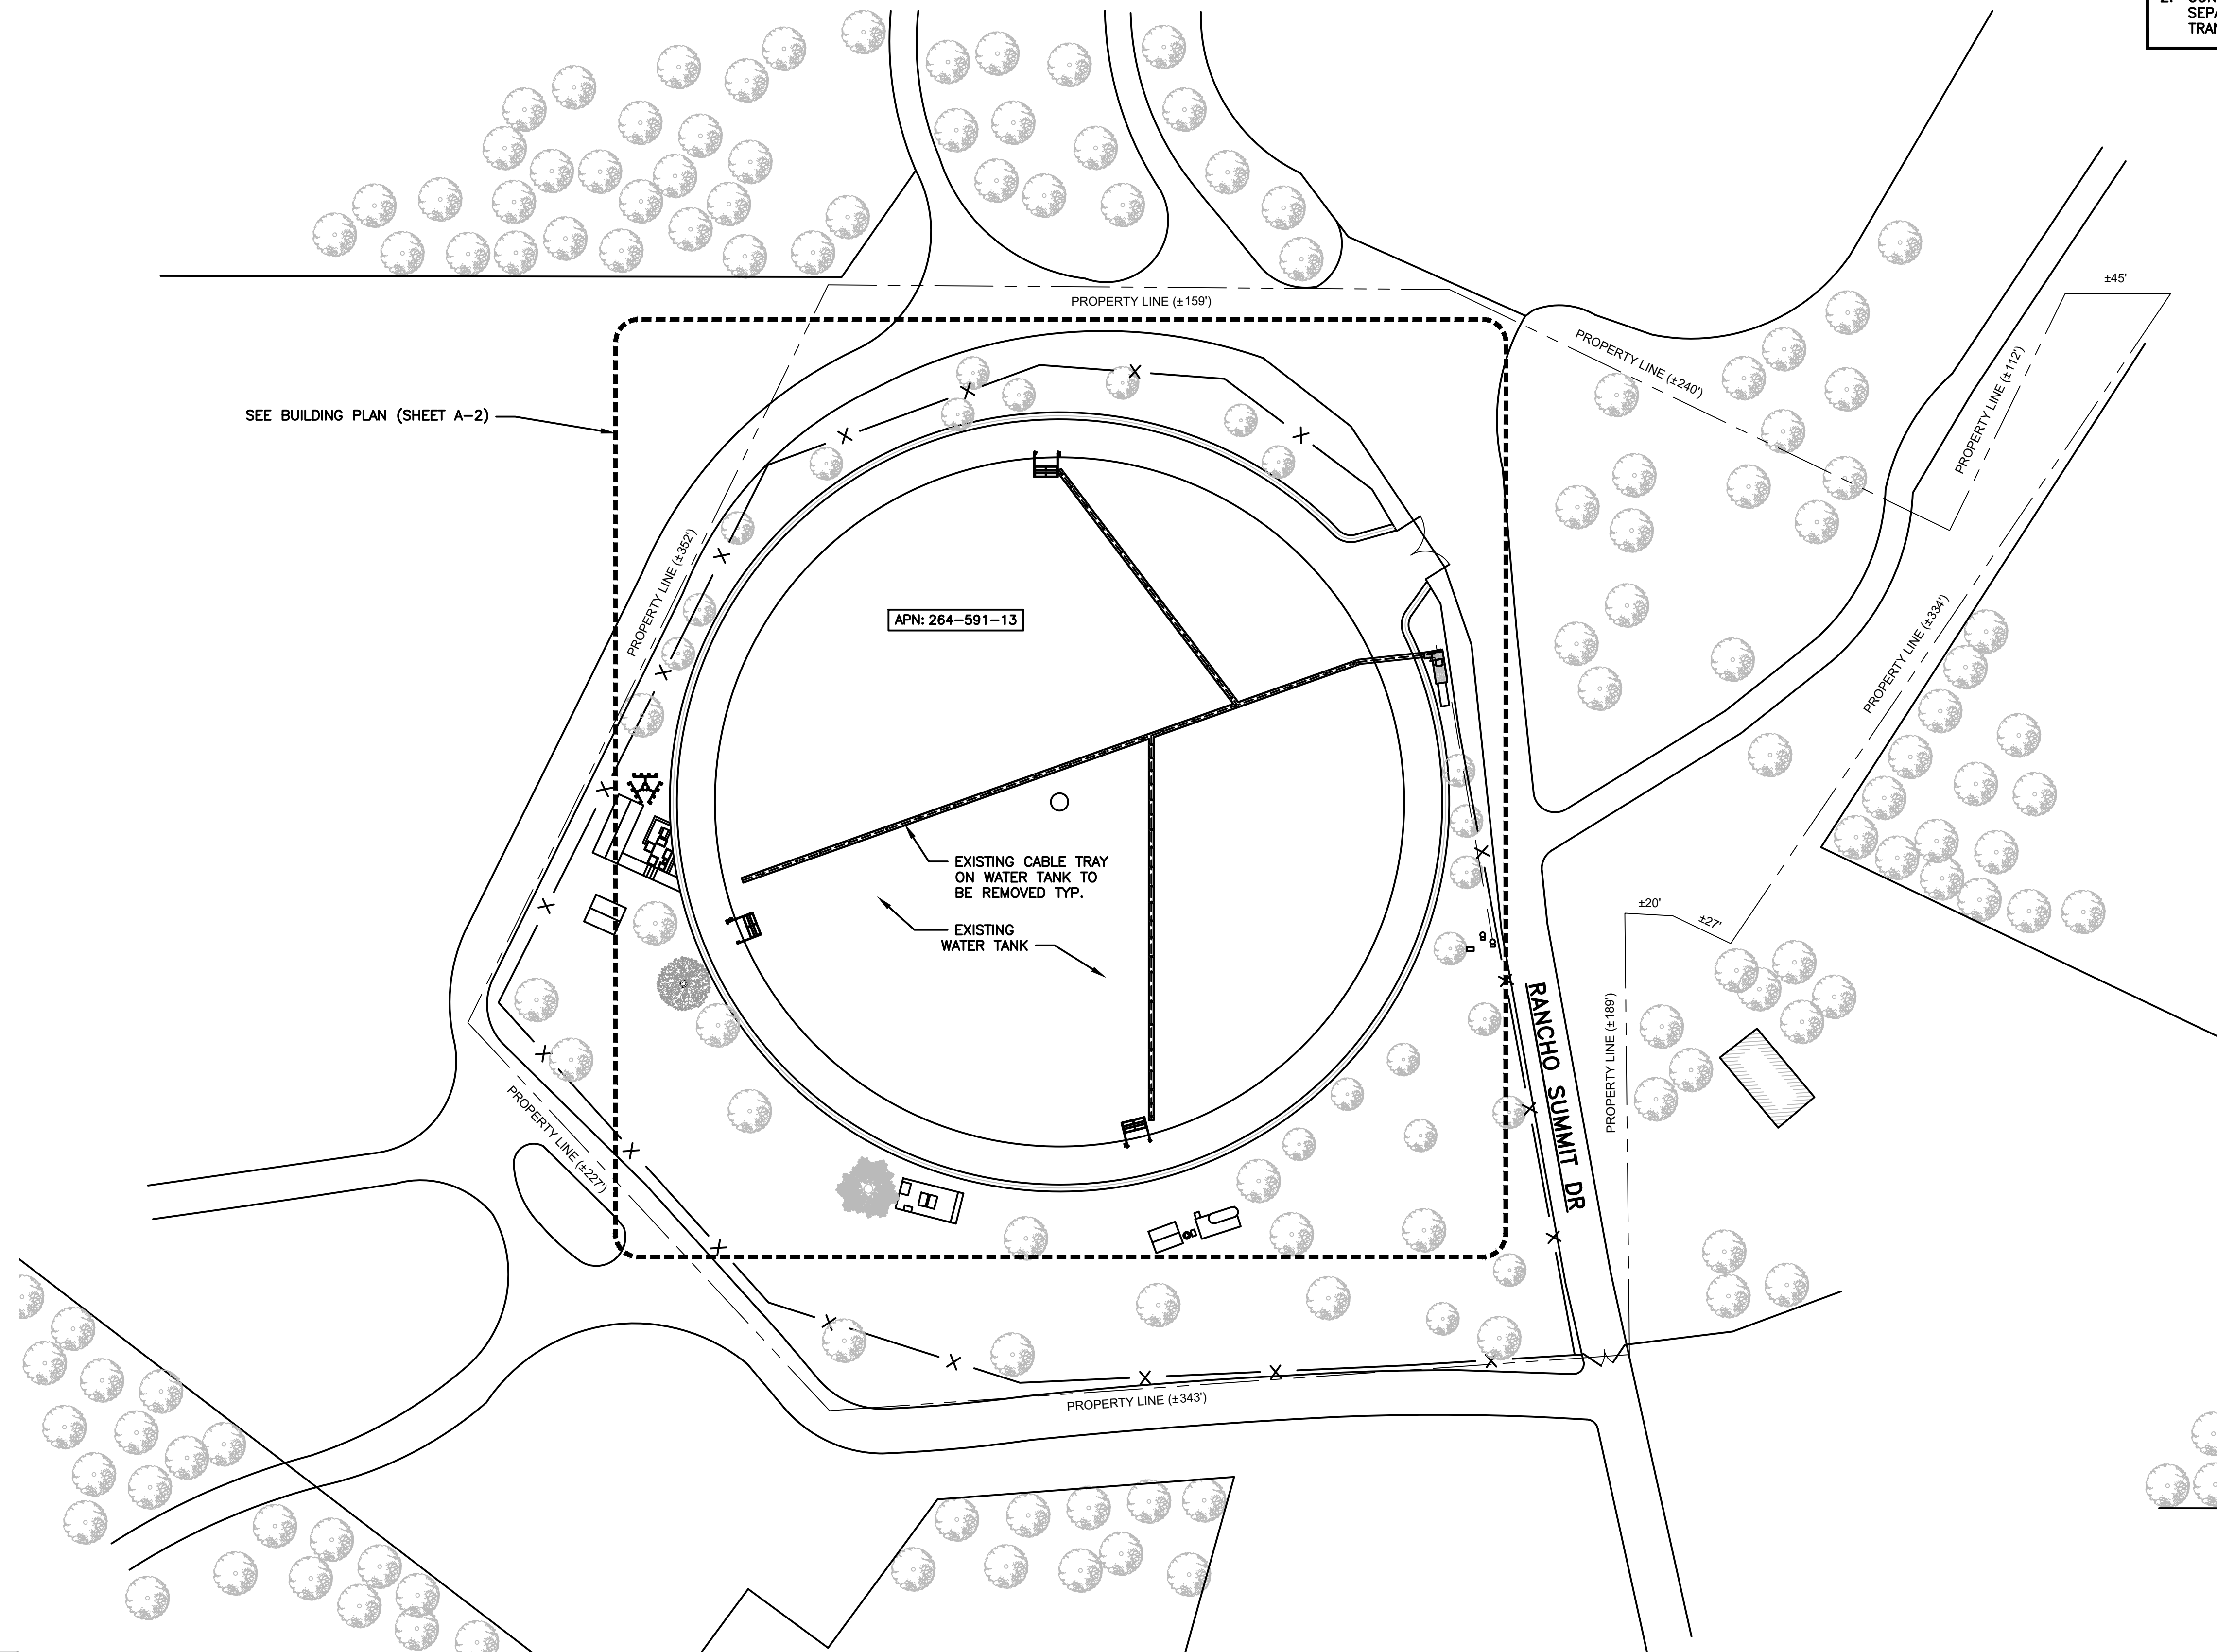 SEPA
TRAN
±45'
PROPERTY LINE (±159')
PROPERTY LINE (±240')
PROPERTY LINE (±112')
SEE BUILDING PLAN (SHEET A-2)
PROPERTY LINE (±352')
APN: 264-591-13
PROPERTY LINE (±334')
EXISTING CABLE TRAY
ON WATER TANK TO
BE REMOVED TYP.
EXISTING
WATER TANK
±20'
±27'
RANCHO SUMMIT DR
PROPERTY LINE (±189')
PROPERTY LINE (±227')
PROPERTY LINE (±343')